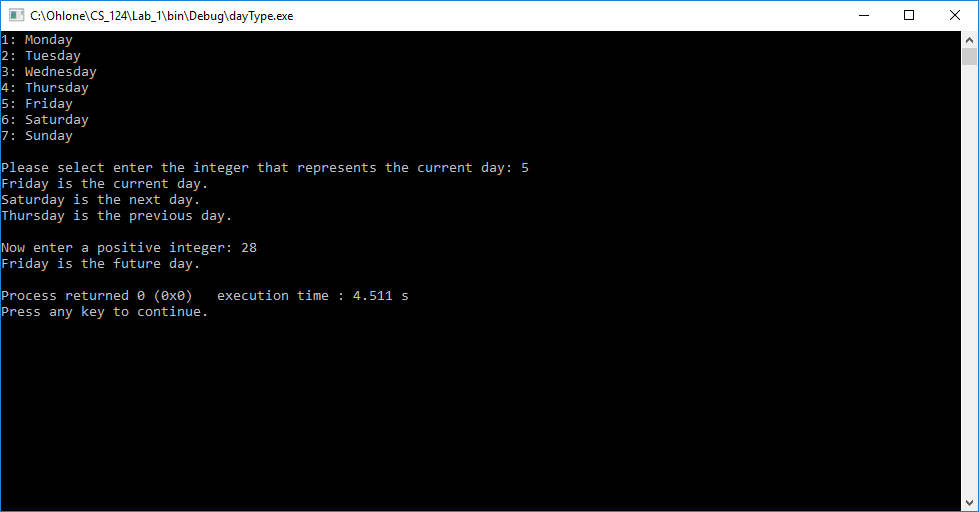 C:\Ohlone\CS_124\Lab_1\bin\Debug\dayType.exe
1: Monday
2: Tuesday
3: Wednesday
4: Thursday
5: Friday
6: Saturday
7: Sunday
Please select enter the integer that represents the current day: 5
Friday is the current day.
Saturday is the next day.
Thursday is the previous day.
Now enter a positive integer: 28
Friday is the future day.
Process returned 0 (0x0)   execution time : 4.511 s
Press any key to continue.